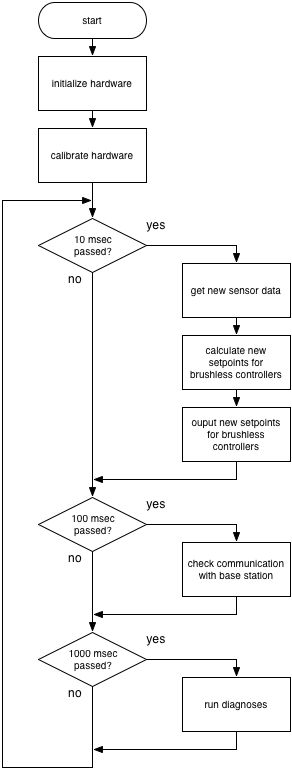 start
initialize hardware
calibrate hardware
10 msec
passed?
yes
no
get new sensor data
calculate new
setpoints for
brushless controllers
ouput new setpoints
for brushless
controllers
100 msec
passed?
yes
no
check communication
with base station
1000 msec
passed?
yes
no
run diagnoses